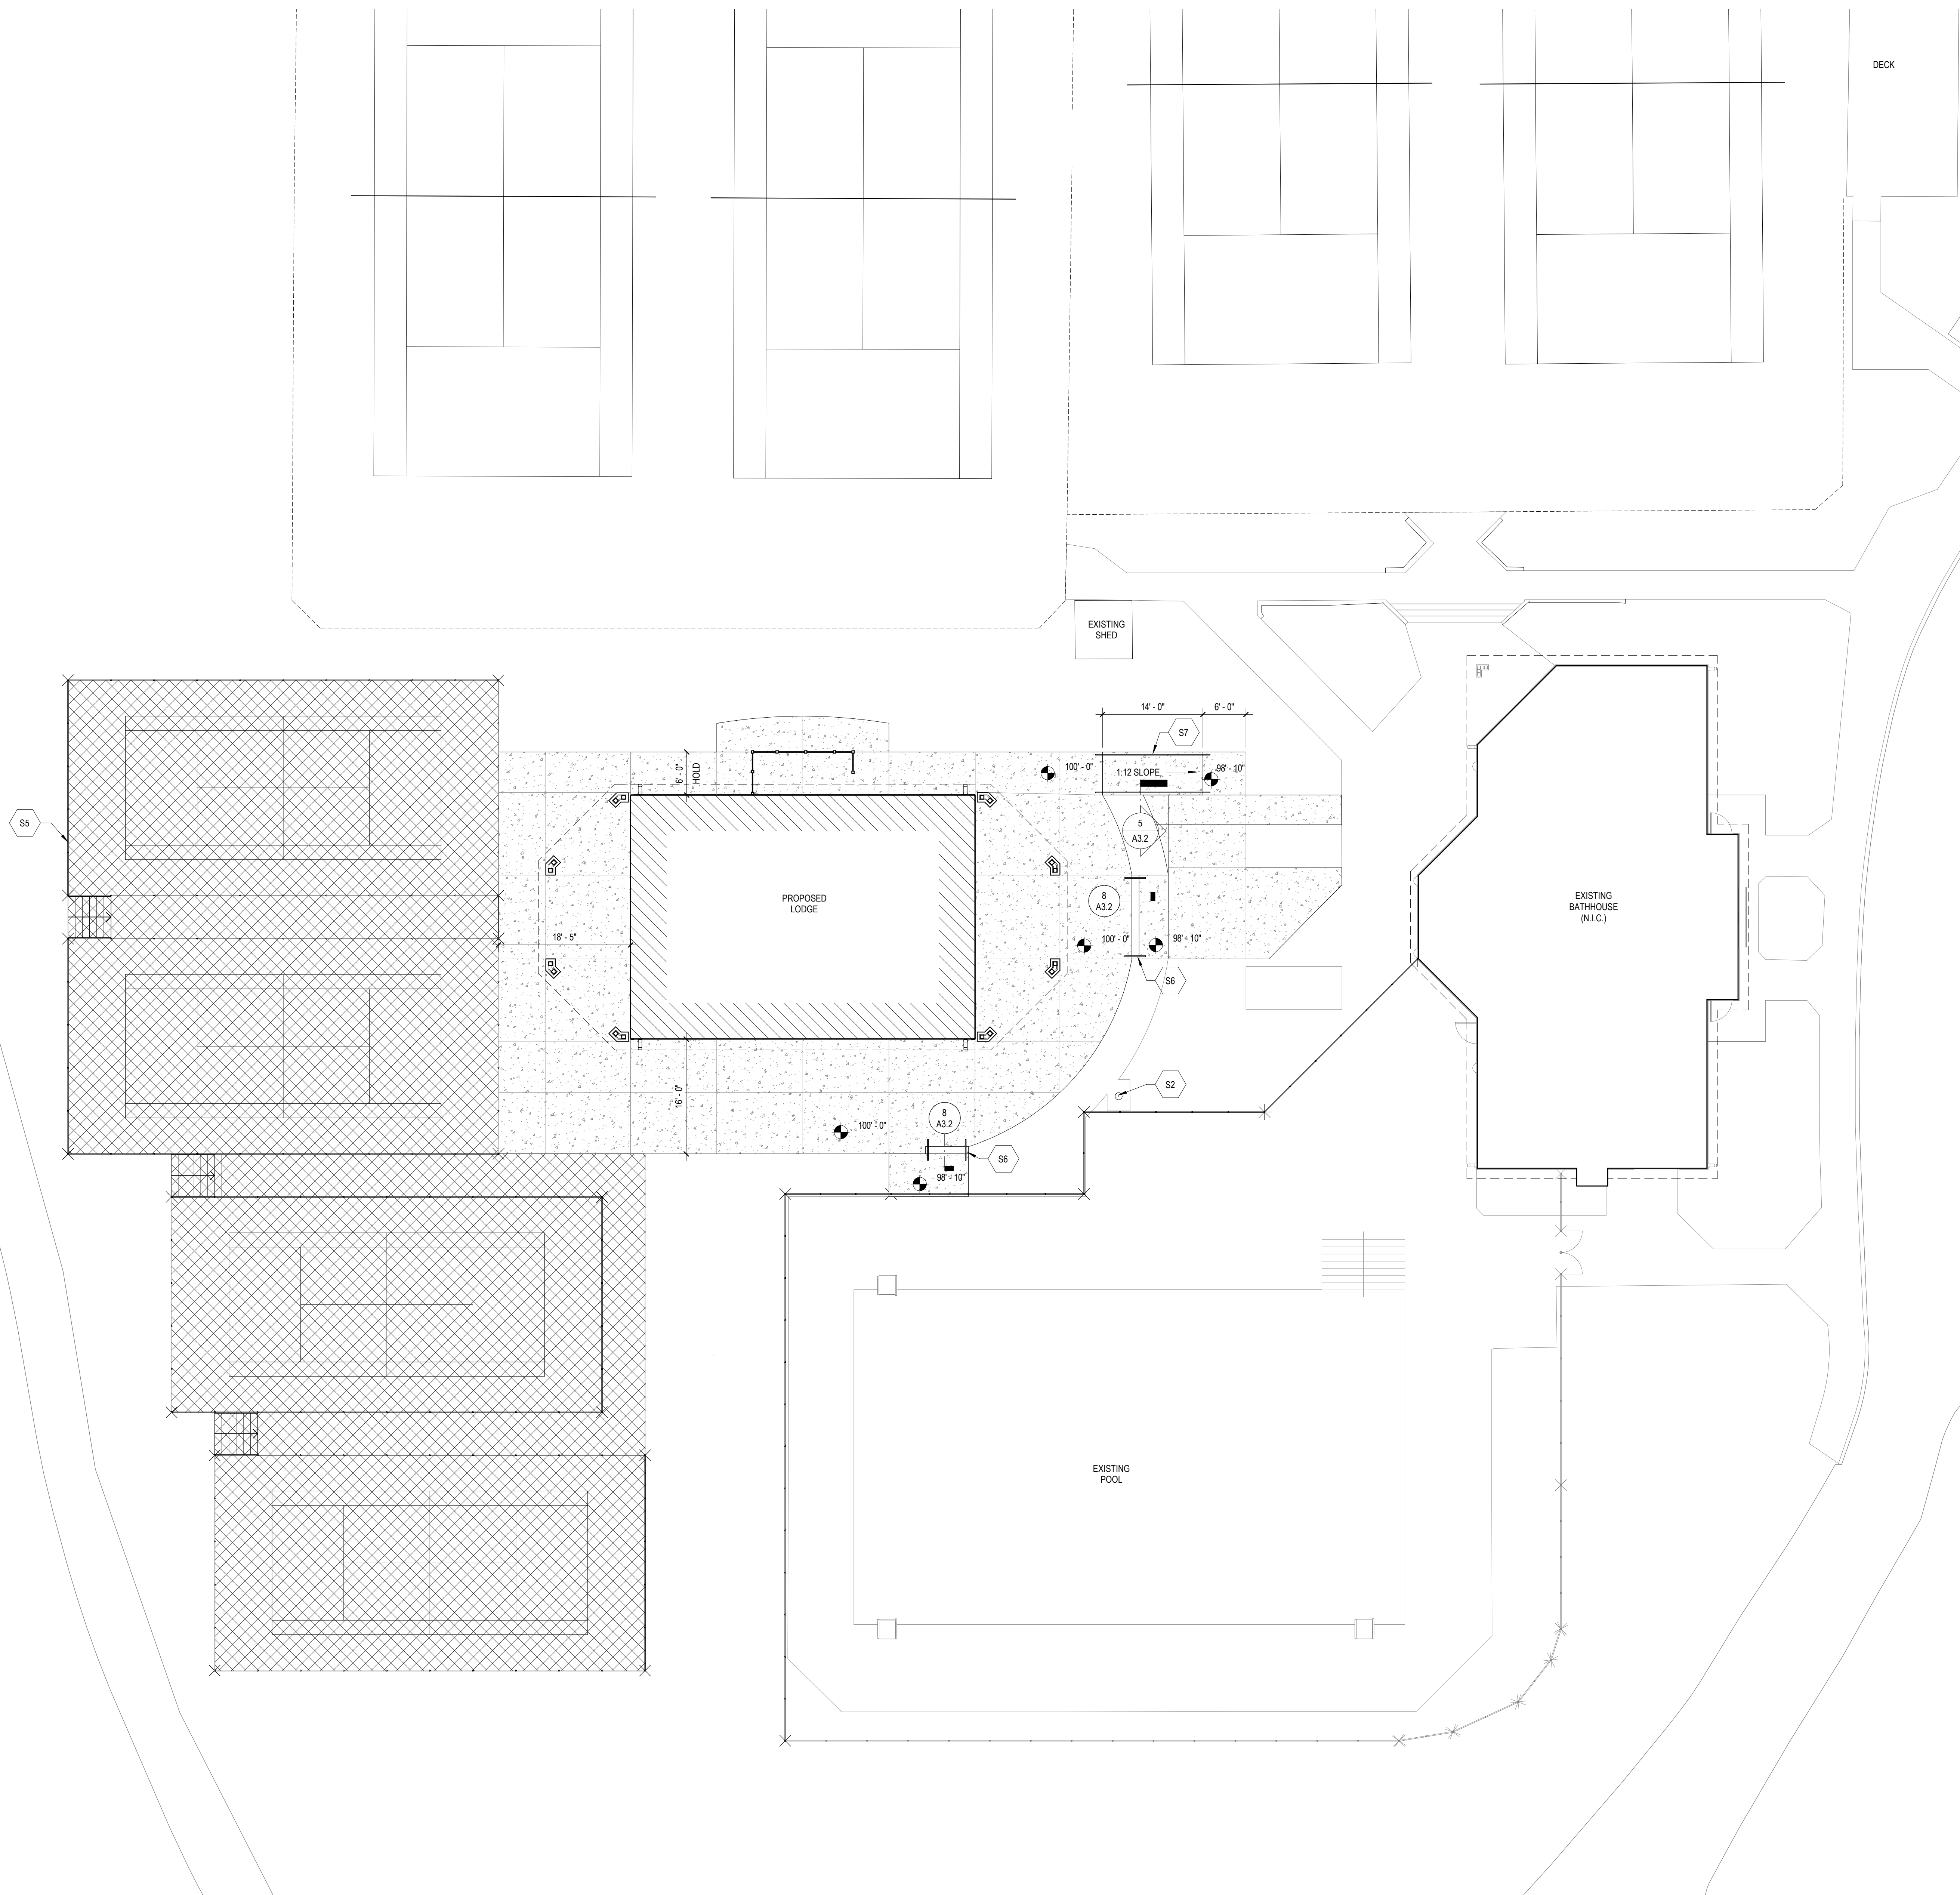 DECK
EXISTING
SHED
14' - 0"
6' - 0"
S7
6' - 0"
HOLD
100' - 0"
1:12 SLOPE
98' - 10"
S5
5
A3.2
PROPOSED
LODGE
8
A3.2
EXISTING
BATHHOUSE
(N.I.C.)
18' - 5"
100' - 0"
98' - 10"
S6
S2
16' - 0"
8
A3.2
100' - 0"
S6
98' - 10"
EXISTING
POOL